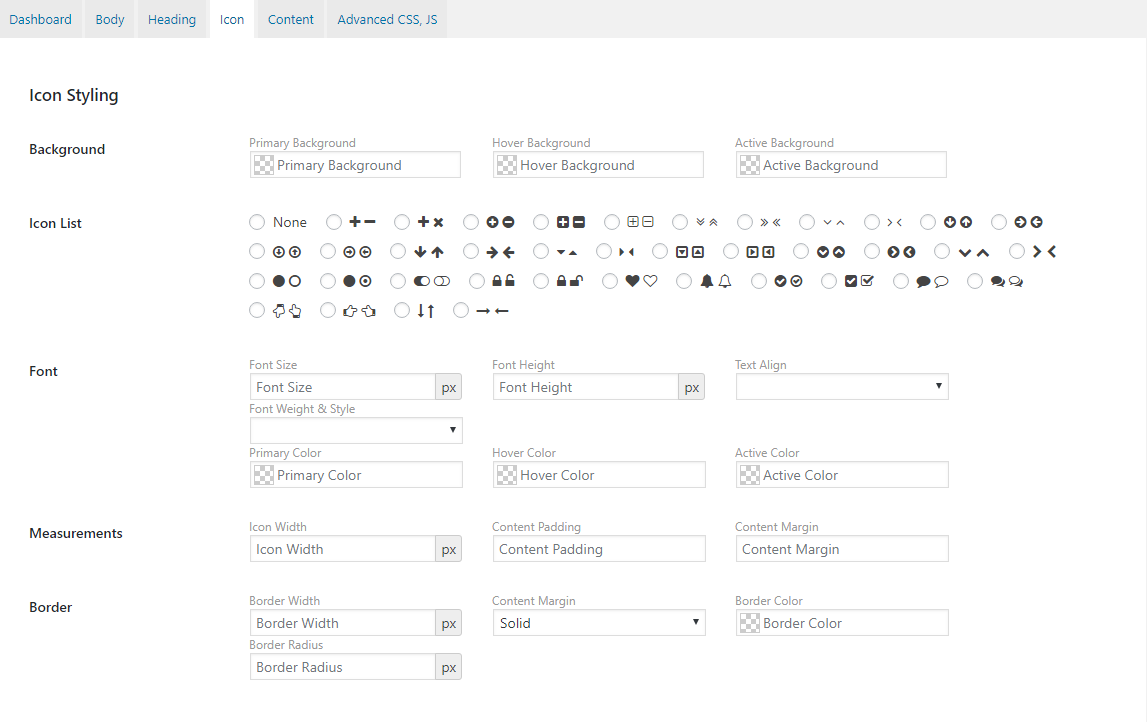 Dashboard Body Heading Icon Content Advanced CSS, JS
Icon Styling
Background
Primary Background Hover Background Active Background
Primary Background Hover Background Active Background
Icon List
None
Font
Font Size Font Height Text Align
Font Size px Font Height px
Font Weight & Style
Primary Color Hover Color Active Color
Primary Color Hover Color Active Color
Measurements
Icon Width Content Padding Content Margin
Icon Width px Content Padding Content Margin
Border
Border Width Content Margin Border Color
Border Width px Solid Border Color
Border Radius
Border Radius px